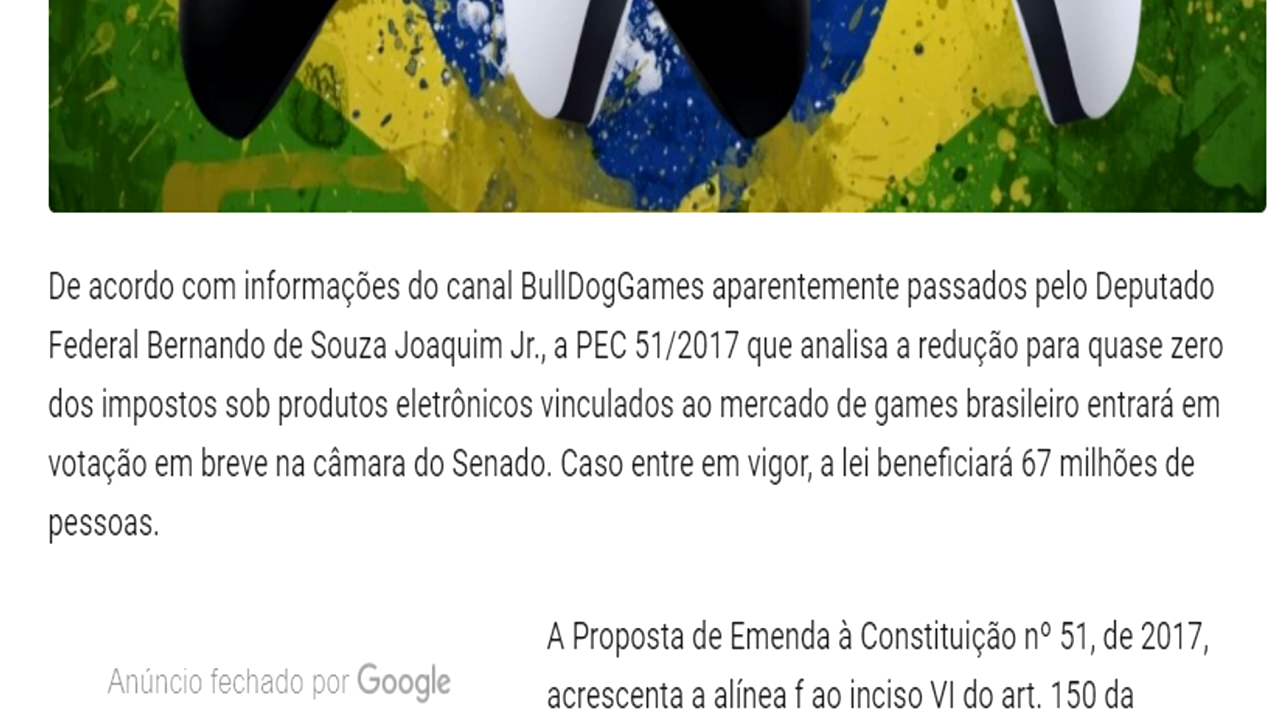 De acordo com informações do canal BullDogGames aparentemente passados pelo Deputado
Federal Bernando de Souza Joaquim Jr., a PEC 51/2017 que analisa a redução para quase zero
dos impostos sob produtos eletrônicos vinculados ao mercado de games brasileiro entrará em
votação em breve na câmara do Senado. Caso entre em vigor, a lei beneficiará 67 milhões de
pessoas.
A Proposta de Emenda à Constituição nº 51, de 2017,
Anúncio fechado por Google
acrescenta a alínea f ao inciso VI do art. 150 da